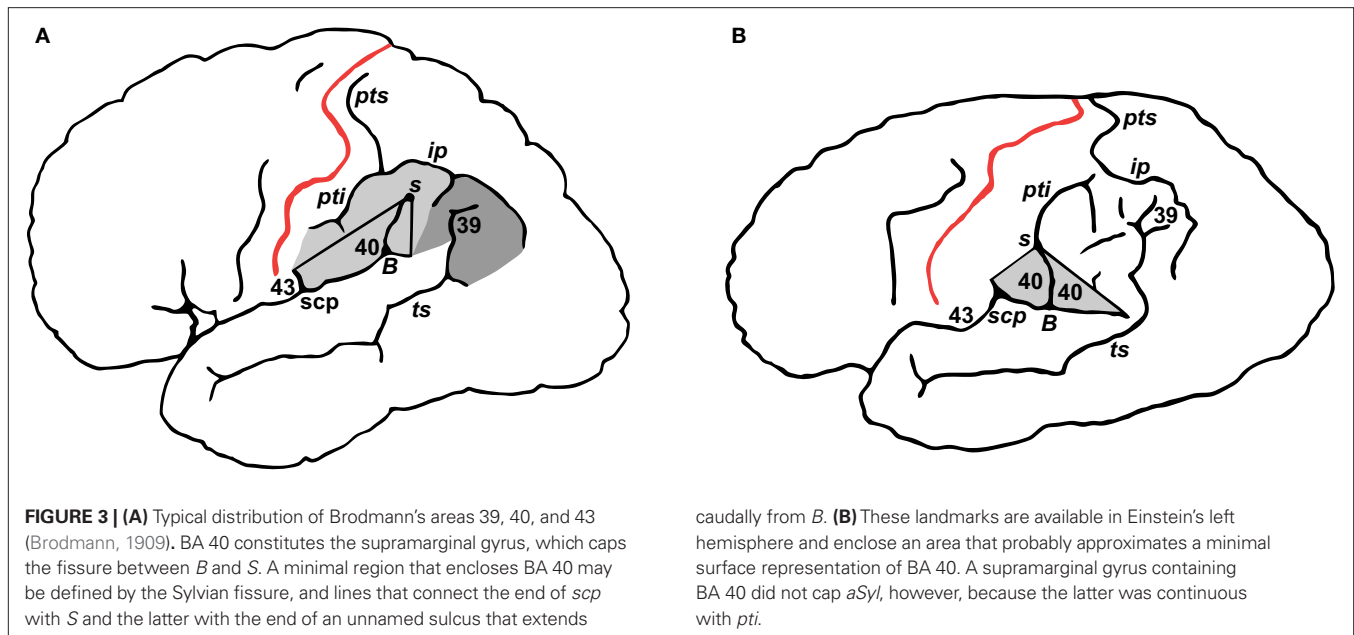 A
pts
ip
s
pti
39
40
B
43
scp
ts
B
pts
ip
pti
39
s
40
40
43
scp
B
ts
FIGURE 3 | (A) Typical distribution of Brodmann's areas 39, 40, and 43
(Brodmann, 1909). BA 40 constitutes the supramarginal gyrus, which caps
the fissure between B and S. A minimal region that encloses BA 40 may
be defined by the Sylvian fissure, and lines that connect the end of scp
with S and the latter with the end of an unnamed sulcus that extends
caudally from B. (B) These landmarks are available in Einstein's left
hemisphere and enclose an area that probably approximates a minimal
surface representation of BA 40. A supramarginal gyrus containing
BA 40 did not cap aSyl, however, because the latter was continuous
with pti.